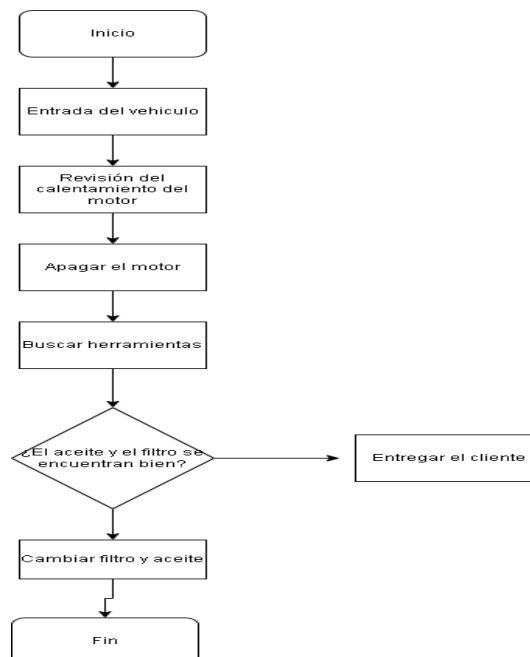 Inicio
Entrada del vehiculo
Revisión del
calentamiento del
motor
Apagar el motor
Buscar herramientas
¿El aceite y el filtro se
encuentran bien?
Entregar el cliente
Cambiar filtro y aceite
Fin